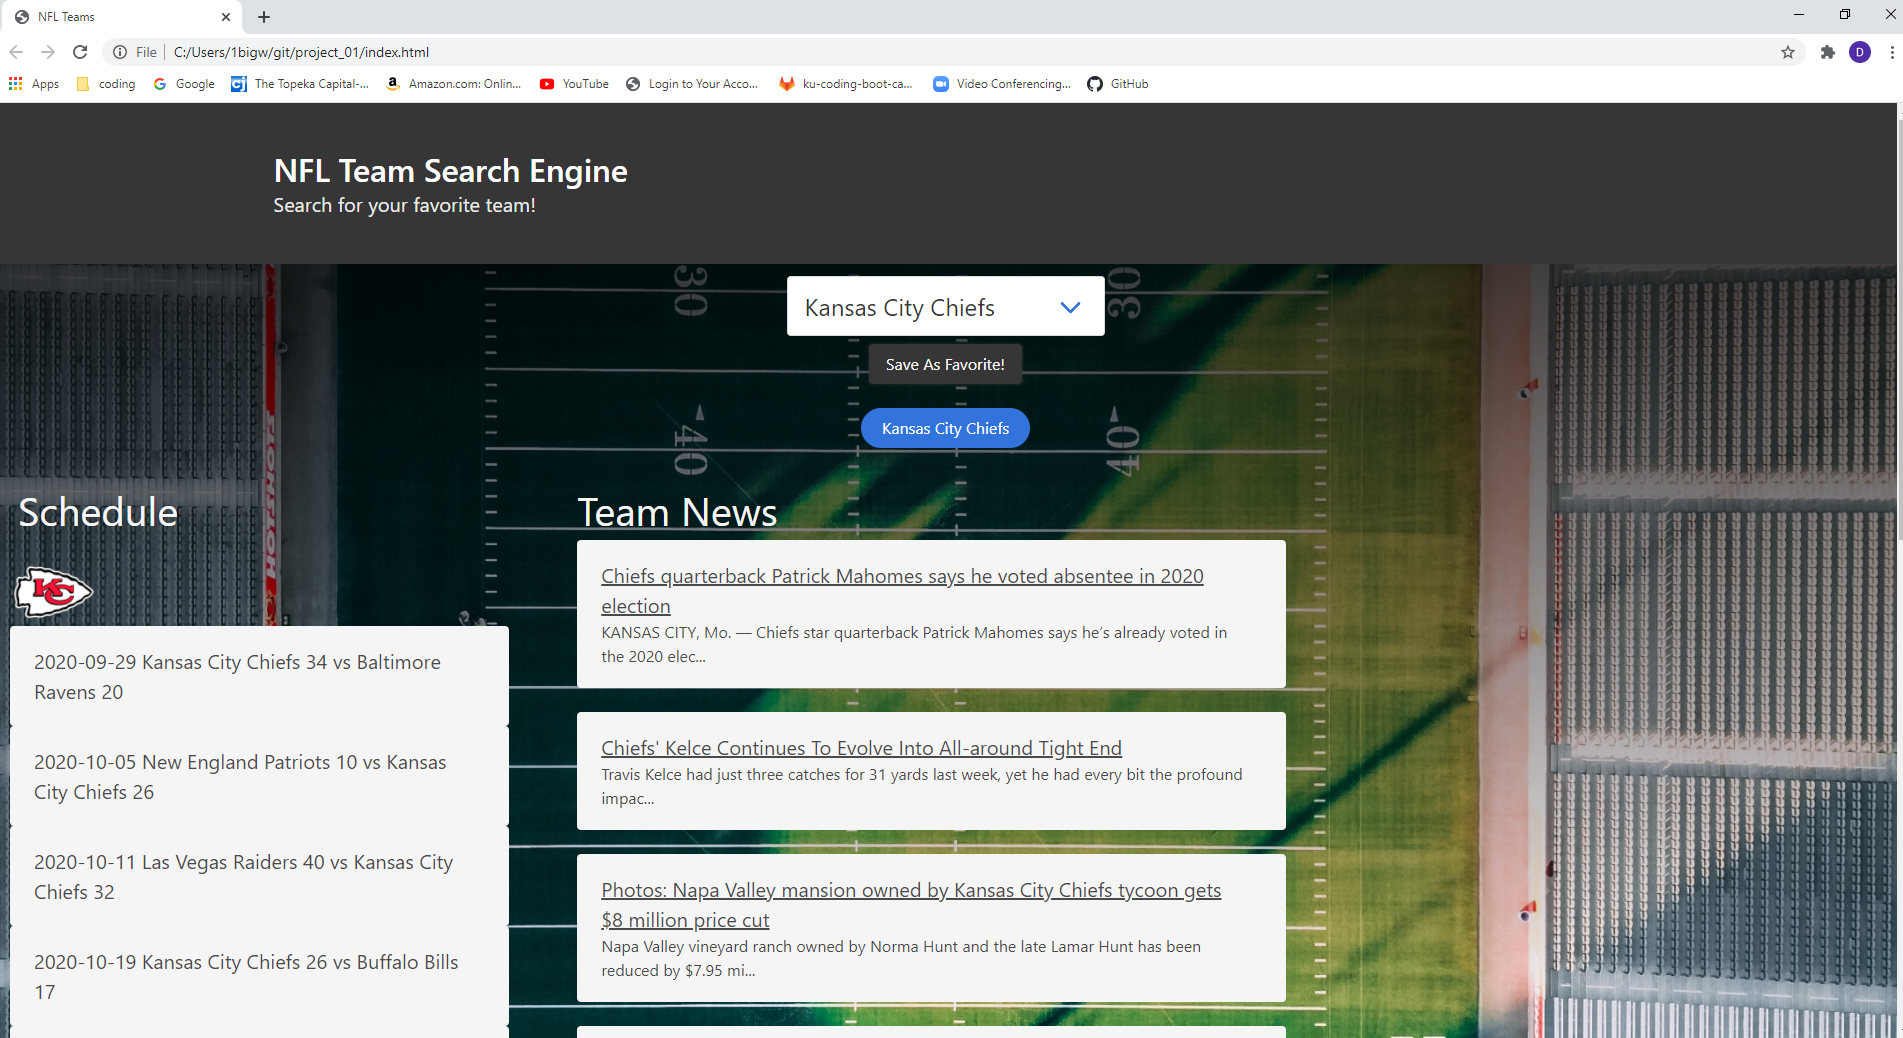 NFL Teams
File
C:/Users/1bigw/git/project_01/index.html
D
Apps
coding
Google
The Topeka Capital-...
Amazon.com: Onlin...
YouTube
Login to Your Acco...
ku-coding-boot-ca...
Video Conferencing...
GitHub
NFL Team Search Engine
Search for your favorite team!
30
30
Kansas City Chiefs
Save As Favorite!
40
40
Kansas City Chiefs
Schedule
KC
2020-09-29 Kansas City Chiefs 34 vs Baltimore
Ravens 20
2020-10-05 New England Patriots 10 vs Kansas
City Chiefs 26
2020-10-11 Las Vegas Raiders 40 vs Kansas City
Chiefs 32
2020-10-19 Kansas City Chiefs 26 vs Buffalo Bills
17
Team News
Chiefs quarterback Patrick Mahomes says he voted absentee in 2020
election
KANSAS CITY, Mo. — Chiefs star quarterback Patrick Mahomes says he’s already voted in
the 2020 elec...
Chiefs' Kelce Continues To Evolve Into All-around Tight End
Travis Kelce had just three catches for 31 yards last week, yet he had every bit the profound
impac...
Photos: Napa Valley mansion owned by Kansas City Chiefs tycoon gets
$8 million price cut
Napa Valley vineyard ranch owned by Norma Hunt and the late Lamar Hunt has been
reduced by $7.95 mi...